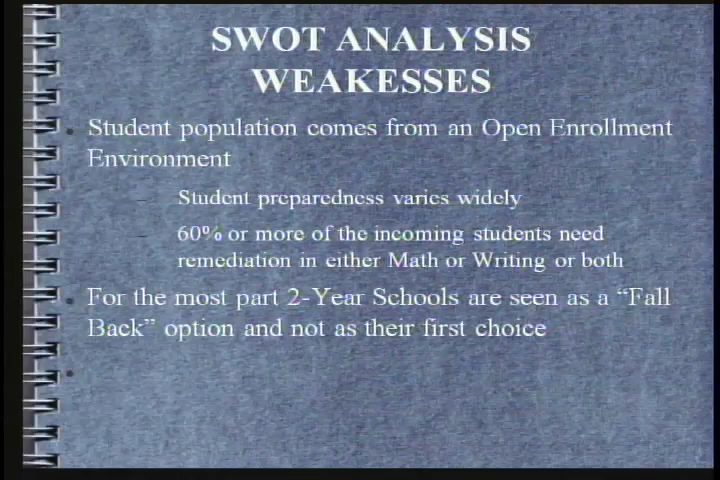 SWOT ANALYSIS
WEAKESSES
• Student population comes from an Open Enrollment
Environment
– Student preparedness varies widely
– 60% or more of the incoming students need
remediation in either Math or Writing or both
• For the most part 2-Year Schools are seen as a “Fall
Back” option and not as their first choice
•